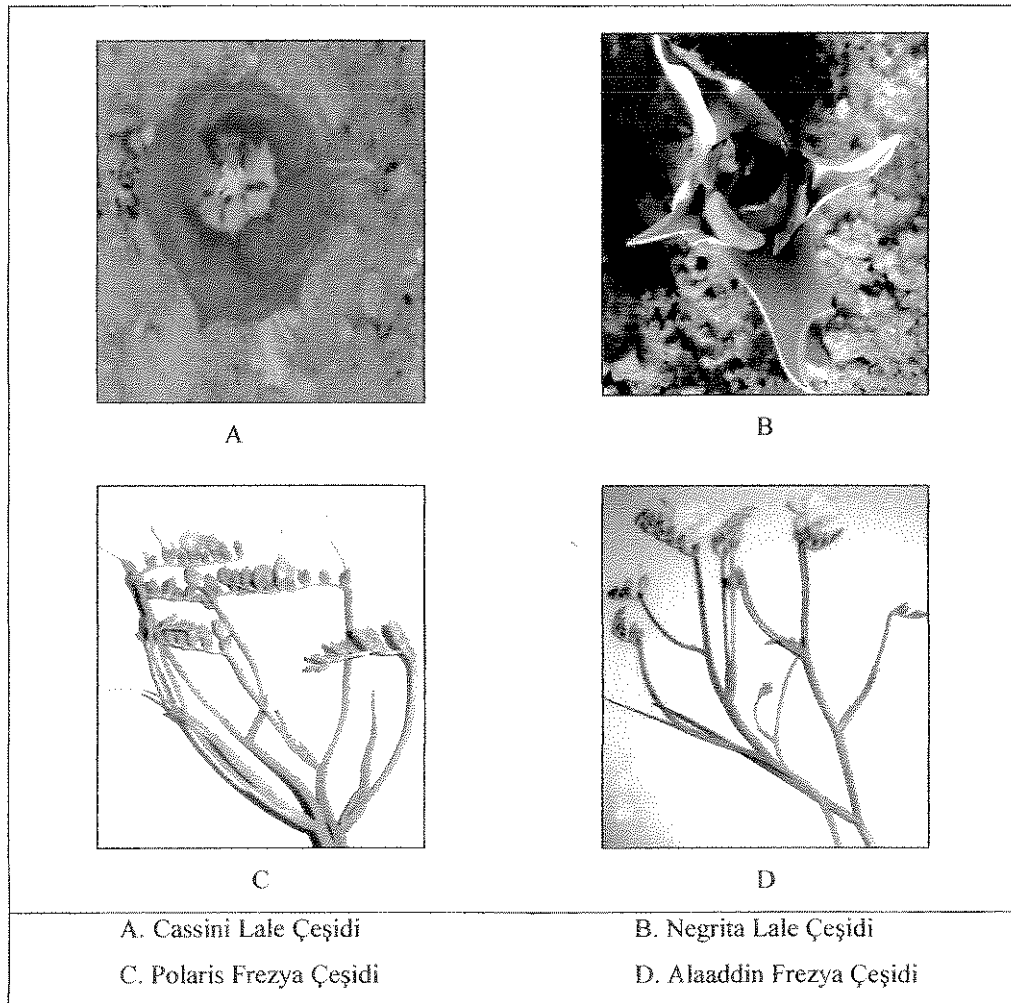 A
B
C
D
A. Cassini Lale Çeşidi
B. Negrita Lale Çeşidi
C. Polaris Frezya Çeşidi
D. Alaaddin Frezya Çeşidi